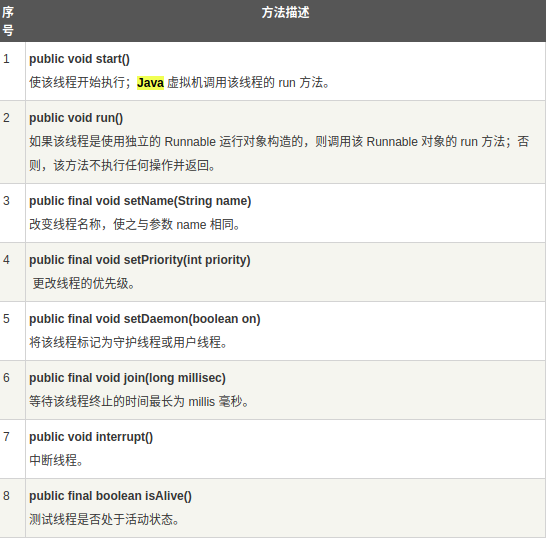 序
号
方法描述
1
public void start()
使该线程开始执行；Java 虚拟机调用该线程的 run 方法。
2
public void run()
如果该线程是使用独立的 Runnable 运行对象构造的，则调用该 Runnable 对象的 run 方法；否
则，该方法不执行任何操作并返回。
3
public final void setName(String name)
改变线程名称，使之与参数 name 相同。
4
public final void setPriority(int priority)
更改线程的优先级。
5
public final void setDaemon(boolean on)
将该线程标记为守护线程或用户线程。
6
public final void join(long millisec)
等待该线程终止的时间最长为 millis 毫秒。
7
public void interrupt()
中断线程。
8
public final boolean isAlive()
测试线程是否处于活动状态。